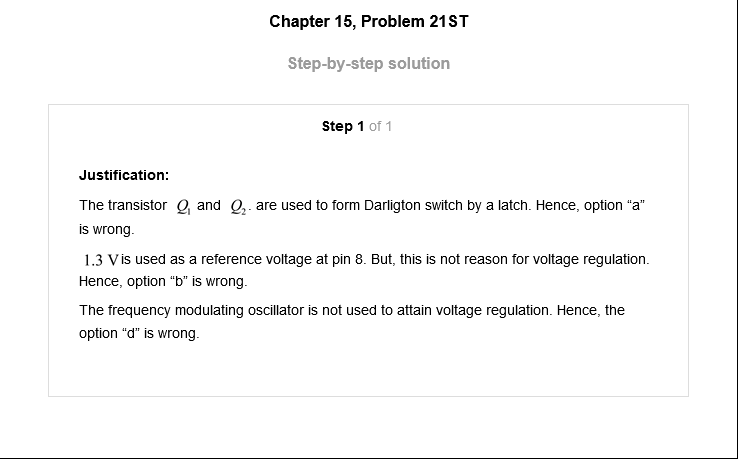 Chapter 15, Problem 21ST
Step-by-step solution
Step 1 of 1
Justification:
The transistor Q₁ and Q₂. are used to form Darligton switch by a latch. Hence, option “a”
is wrong.
1.3 V is used as a reference voltage at pin 8. But, this is not reason for voltage regulation.
Hence, option “b” is wrong.
The frequency modulating oscillator is not used to attain voltage regulation. Hence, the
option “d” is wrong.